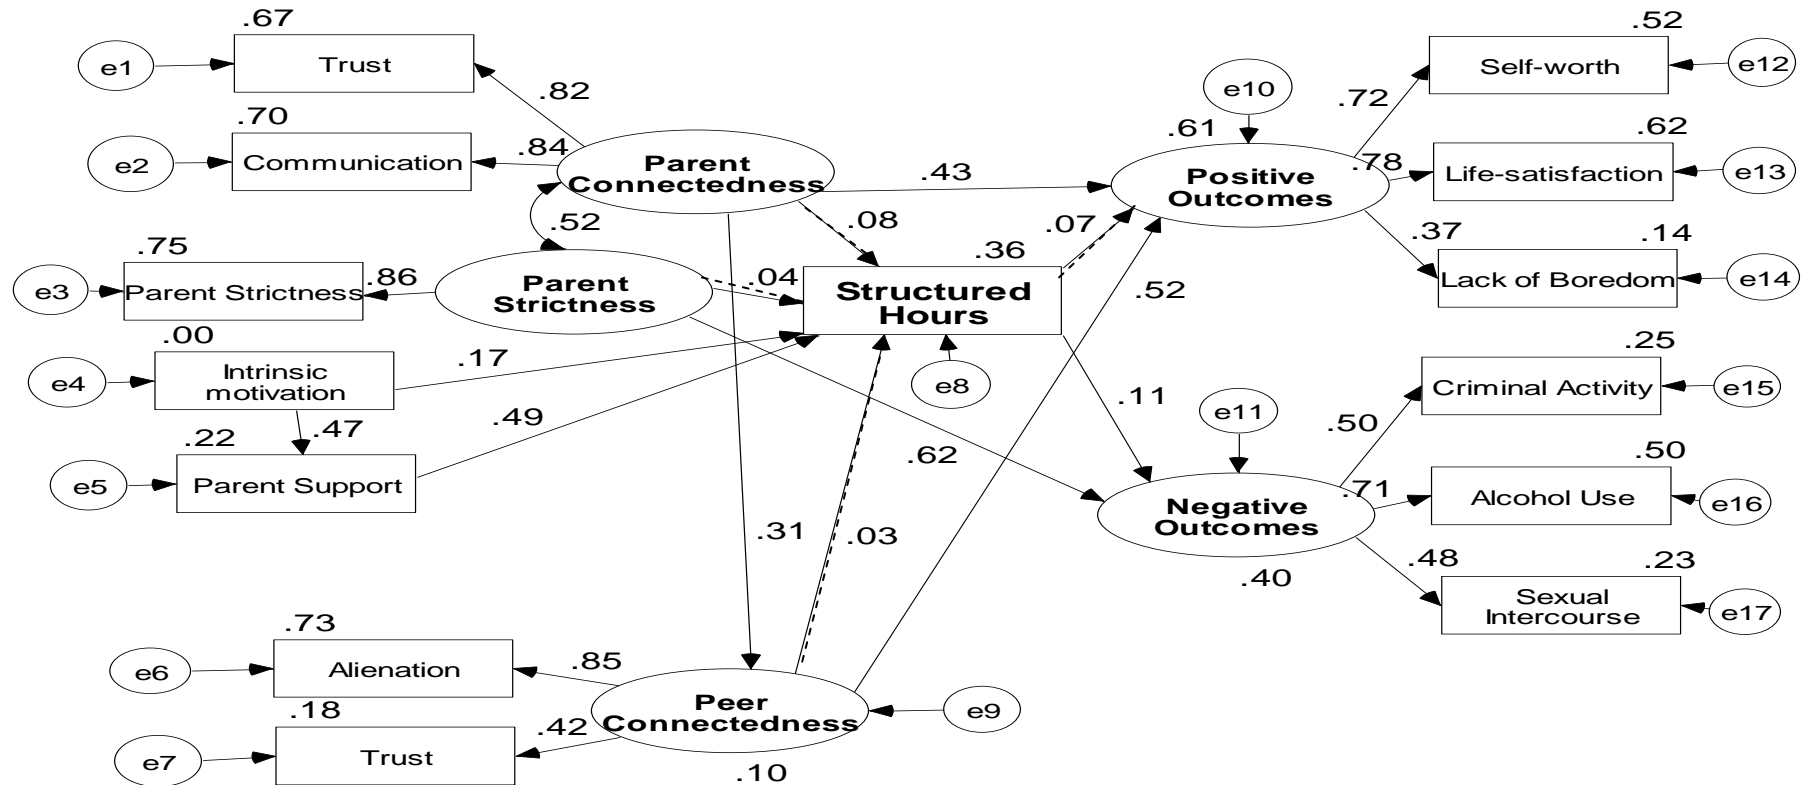 .67
e1
Trust
.82
.70
e2
Communication
.84
Parent
Connectedness
.52
.75
e3
Parent Strictness
.86
Parent
Strictness
.00
e4
Intrinsic
motivation
.17
.47
.22
e5
Parent Support
.49
.43
.08
.04
.36
Structured
Hours
e8
.07
.52
.11
.62
.31
.03
.73
e6
Alienation
.85
.18
e7
Trust
.42
Peer
Connectedness
.10
e9
e10
.61
Positive
Outcomes
.72
.52
Self-worth
e12
.78
.62
Life-satisfaction
e13
.37
.14
Lack of Boredom
e14
e11
Negative
Outcomes
.40
.50
.25
Criminal Activity
e15
.71
.50
Alcohol Use
e16
.48
.23
Sexual
Intercourse
e17